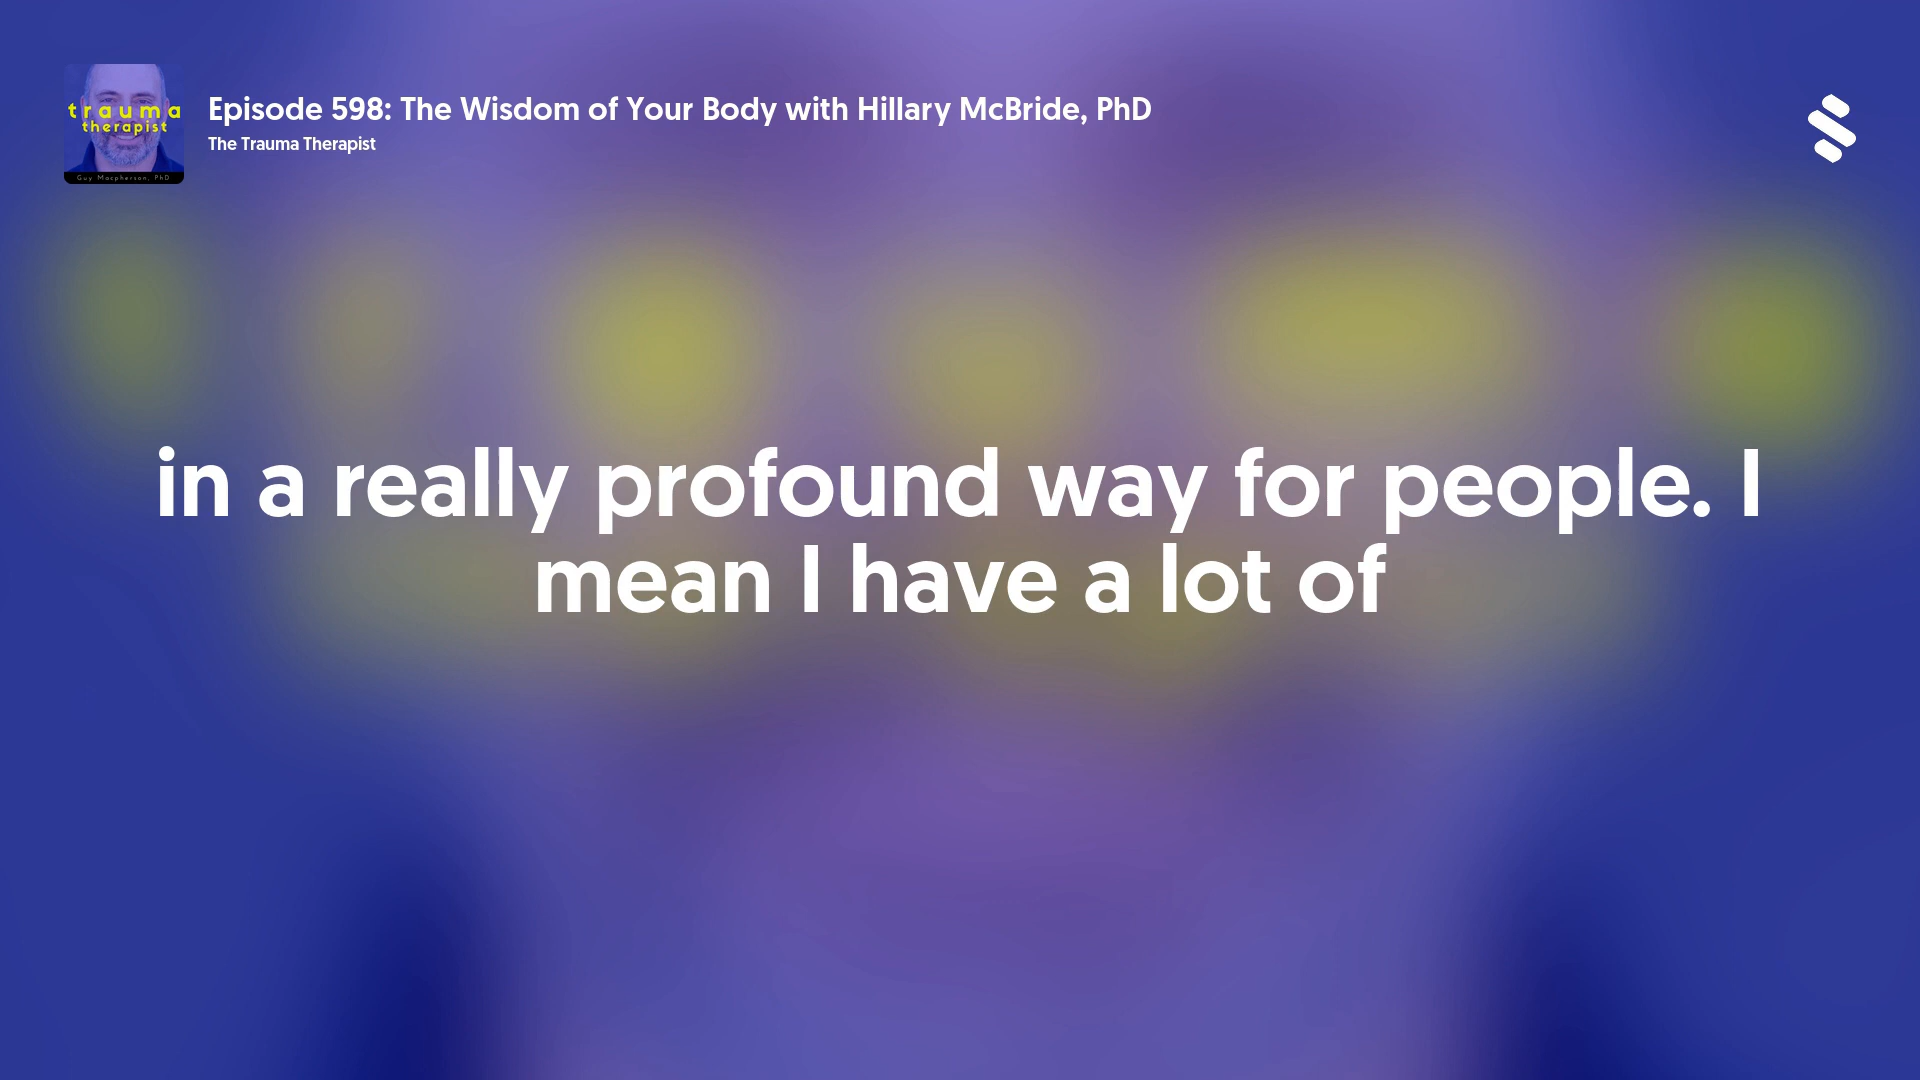 trauma
therapist
Guy Macpherson, PhD
Episode 598: The Wisdom of Your Body with Hillary McBride, PhD
The Trauma Therapist
in a really profound way for people. I
mean I have a lot of